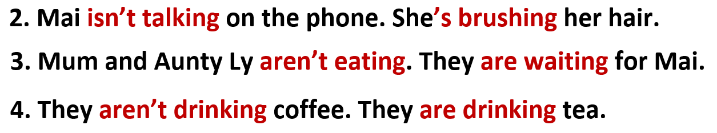 2. Mai isn’t talking on the phone. She’s brushing her hair.
3. Mum and Aunty Ly aren’t eating. They are waiting for Mai.
4. They aren’t drinking coffee. They are drinking tea.